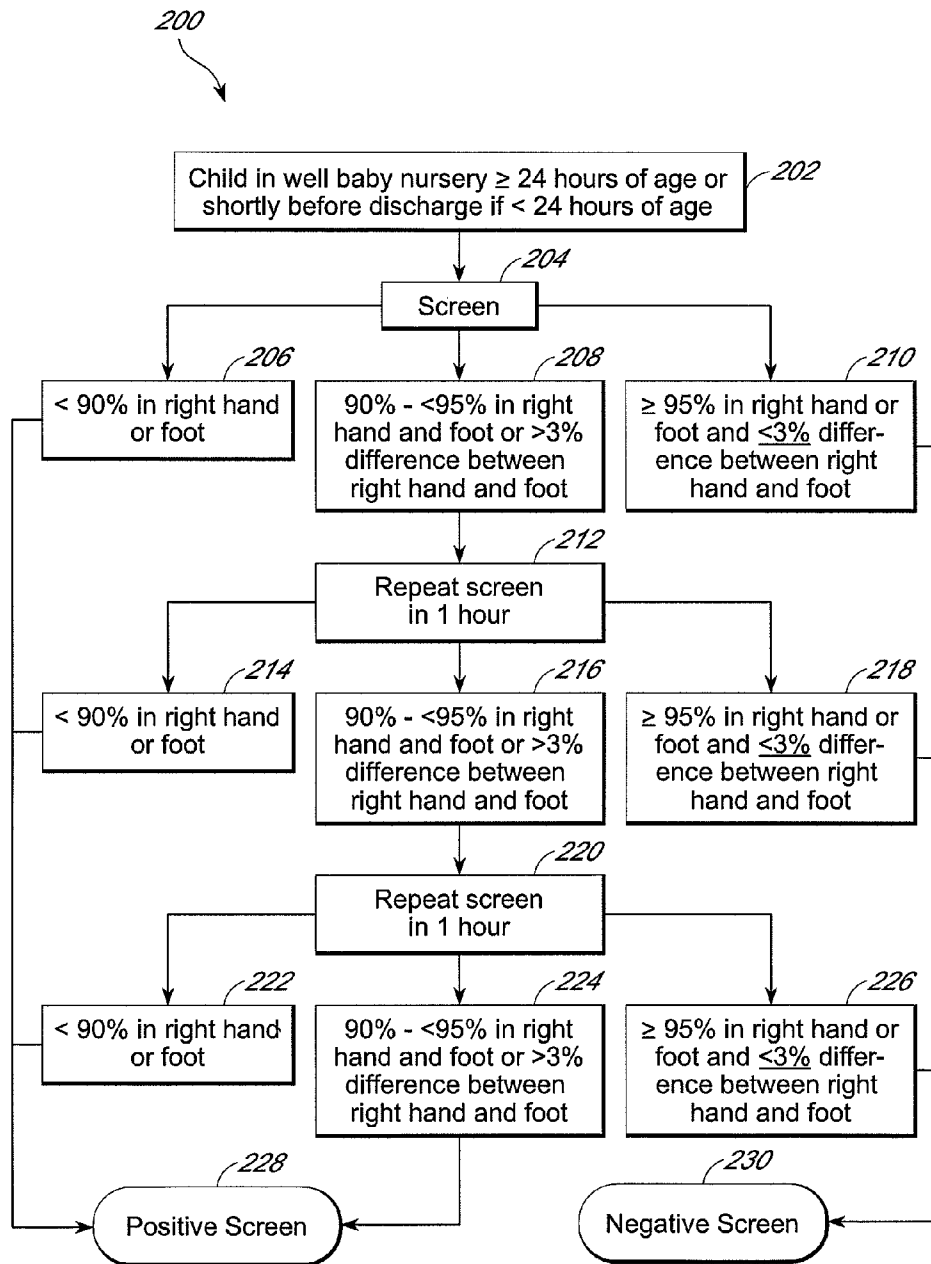 200
Child in well baby nursery ≥ 24 hours of age or
shortly before discharge if < 24 hours of age
202
204
Screen
206
< 90% in right hand
or foot
208
90% - <95% in right
hand and foot or >3%
difference between
right hand and foot
210
≥ 95% in right hand or
foot and <3% differ-
ence between right
hand and foot
212
Repeat screen
in 1 hour
214
< 90% in right hand
or foot
216
90% - <95% in right
hand and foot or >3%
difference between
right hand and foot
218
≥ 95% in right hand or
foot and <3% differ-
ence between right
hand and foot
220
Repeat screen
in 1 hour
222
< 90% in right hand
or foot
224
90% - <95% in right
hand and foot or >3%
difference between
right hand and foot
226
≥ 95% in right hand or
foot and <3% differ-
ence between right
hand and foot
228
Positive Screen
230
Negative Screen